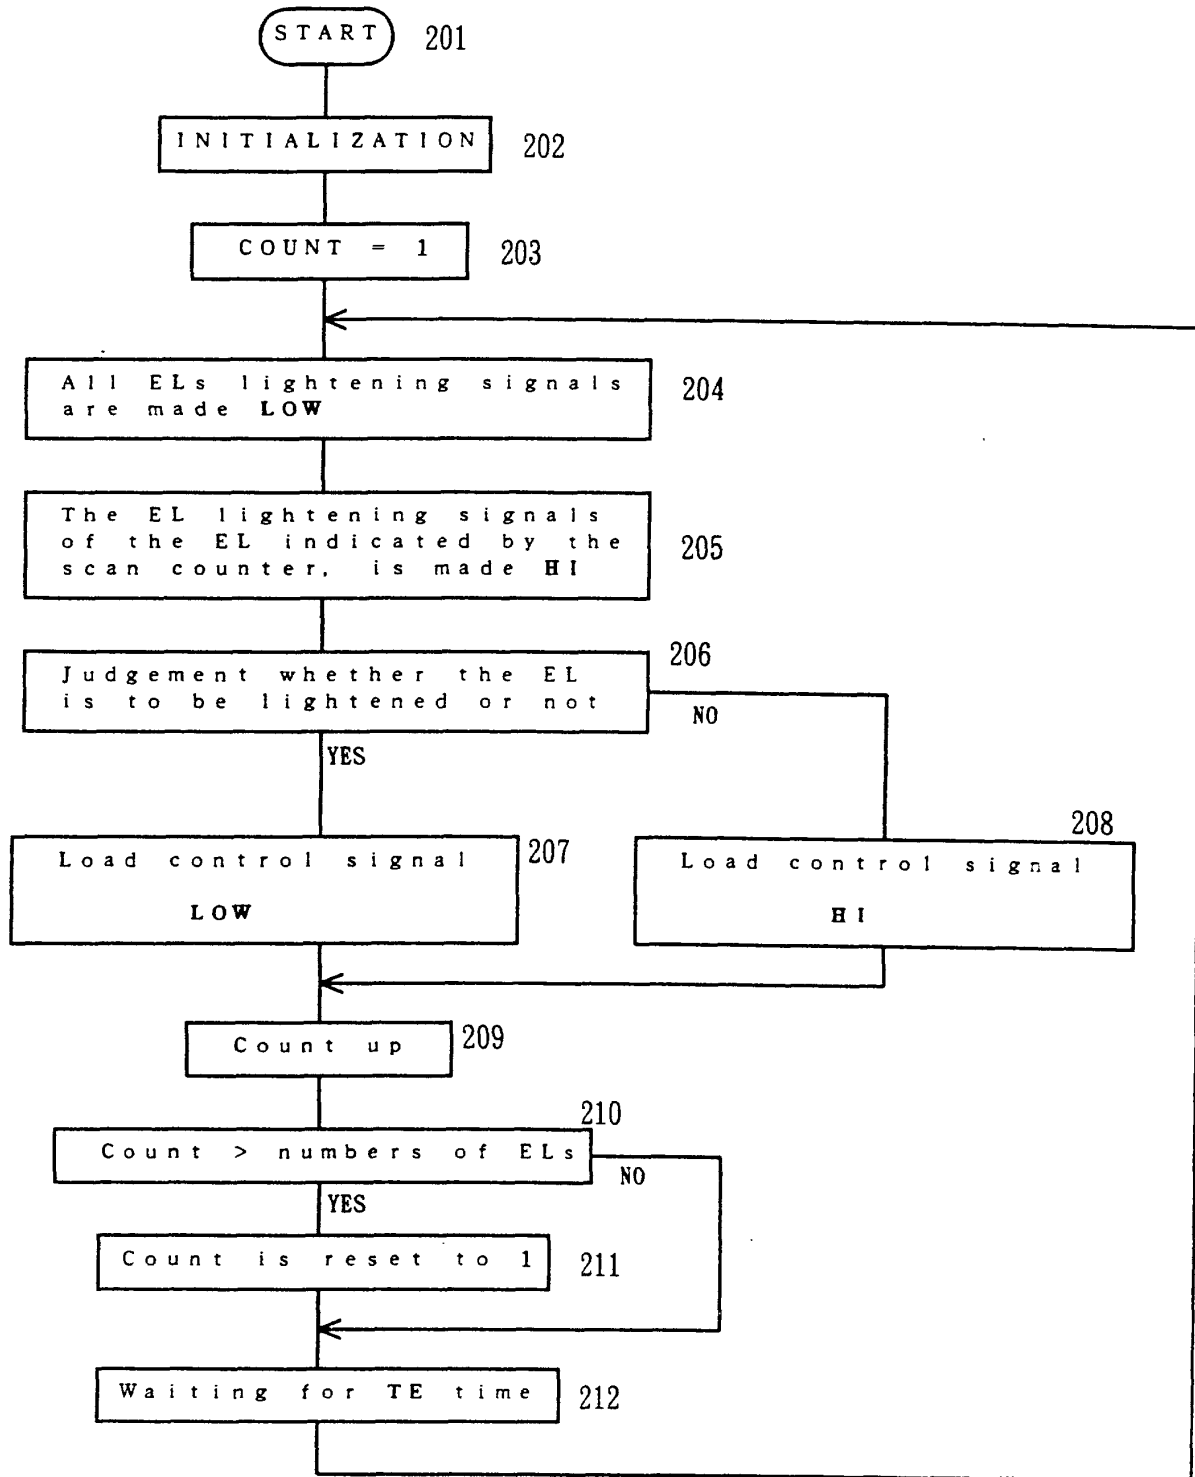 START 201
INITIALIZATION 202
COUNT = 1 203
All ELs lightening signals
are made LOW
204
The EL lightening signals
of the EL indicated by the
scan counter, is made HI
205
206
Judgement whether the EL
is to be lightened or not
NO
YES
207
Load control signal
LOW
208
Load control signal
HI
Count up 209
210
Count > numbers of ELs
NO
YES
Count is reset to 1 211
Waiting for TE time 212